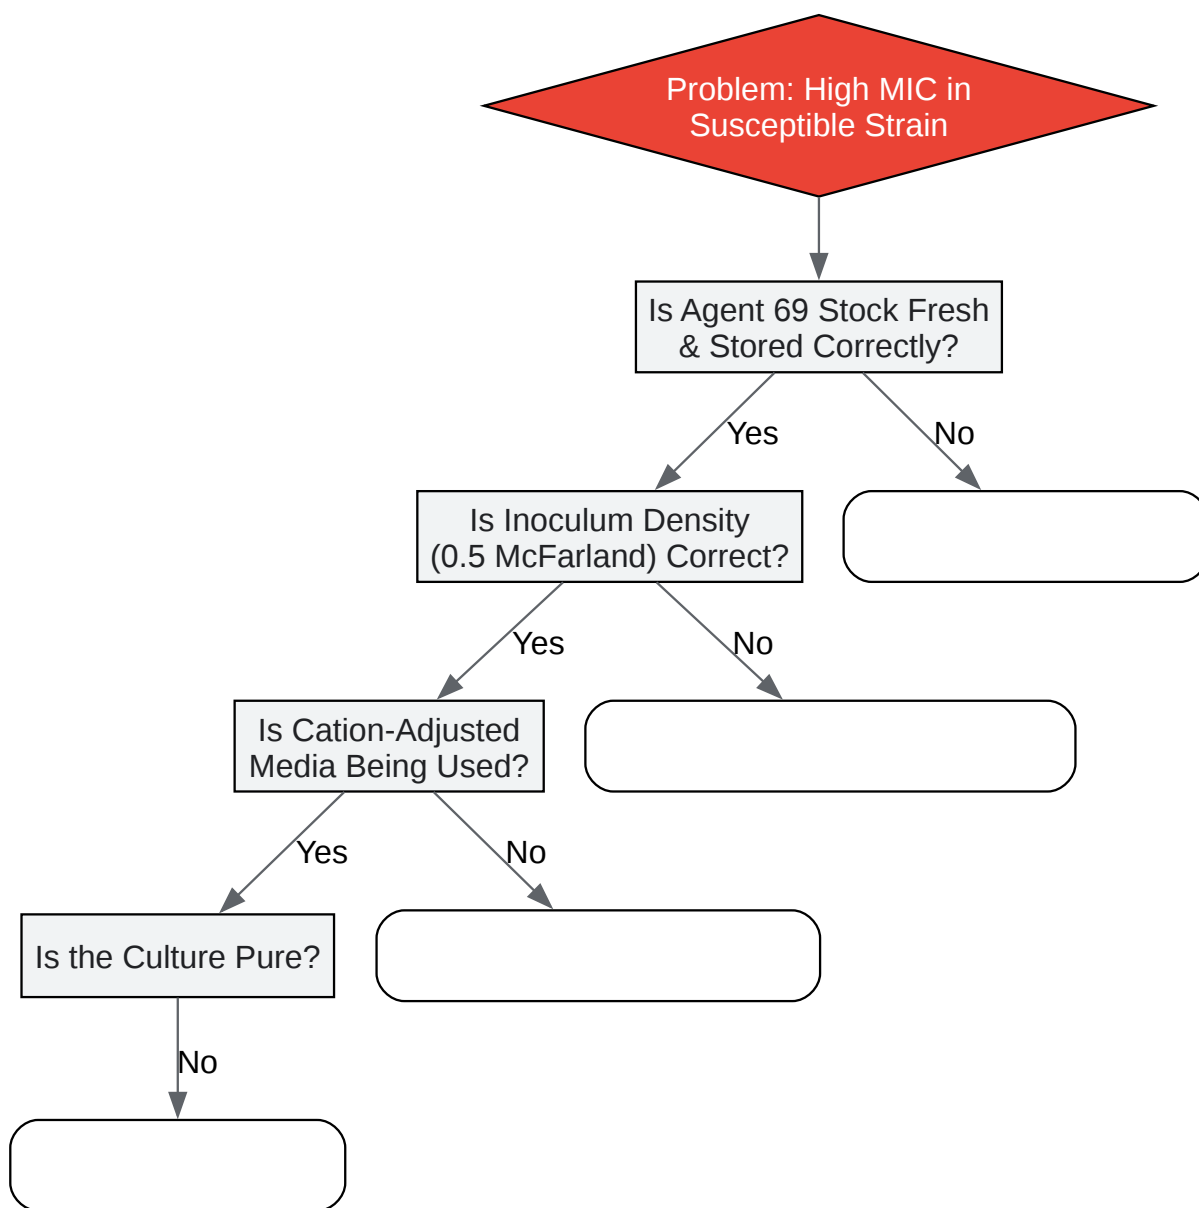 Problem: High MIC in
Susceptible Strain
Is Agent 69 Stock Fresh
& Stored Correctly?
Yes
No
Is Inoculum Density
(0.5 McFarland) Correct?
Yes
No
Is Cation-Adjusted
Media Being Used?
Yes
No
Is the Culture Pure?
No